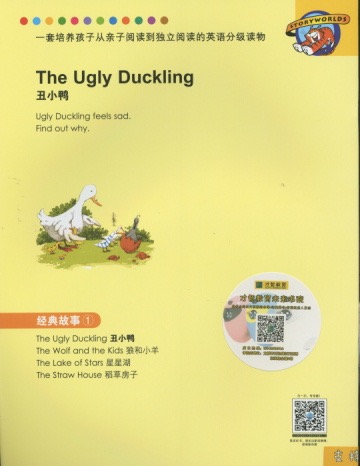 STORYWORLDS
一套培养孩子从亲子阅读到独立阅读的英语分级读物
The Ugly Duckling
丑小鸭
Ugly Duckling feels sad.
Find out why.
经典故事 1
The Ugly Duckling 丑小鸭
The Wolf and the Kids 狼和小羊
The Lake of Stars 星星湖
The Straw House 稻草房子